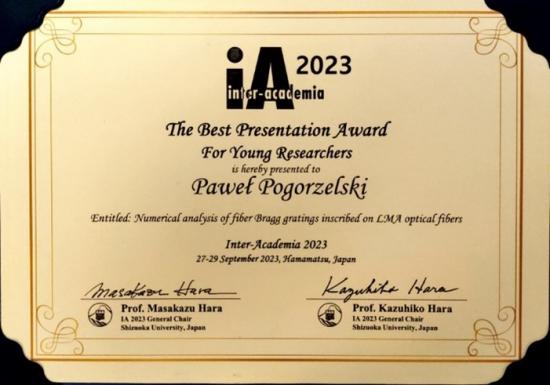 iA 2023
inter-academia
The Best Presentation Award
For Young Researchers
is hereby presented to
Paweł Pogorzelski
Entitled: Numerical analysis of fiber Bragg gratings inscribed on LMA optical fibers
Inter-Academia 2023
27-29 September 2023, Hamamatsu, Japan
Masakazu Hara
Prof. Masakazu Hara
IA 2023 General Chair
Shizuoka University, Japan
Kazuhiko Hara
Prof. Kazuhiko Hara
IA 2023 General Chair
Shizuoka University, Japan